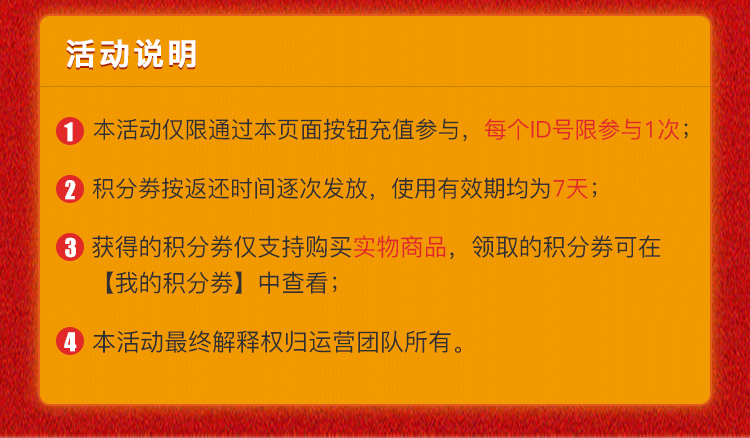 活动说明
1 本活动仅限通过本页面按钮充值参与，每个ID号限参与1次；
2 积分券按返还时间逐次发放，使用有效期均为7天；
3 获得的积分券仅支持购买实物商品，领取的积分券可在
【我的积分券】中查看；
4 本活动最终解释权归运营团队所有。